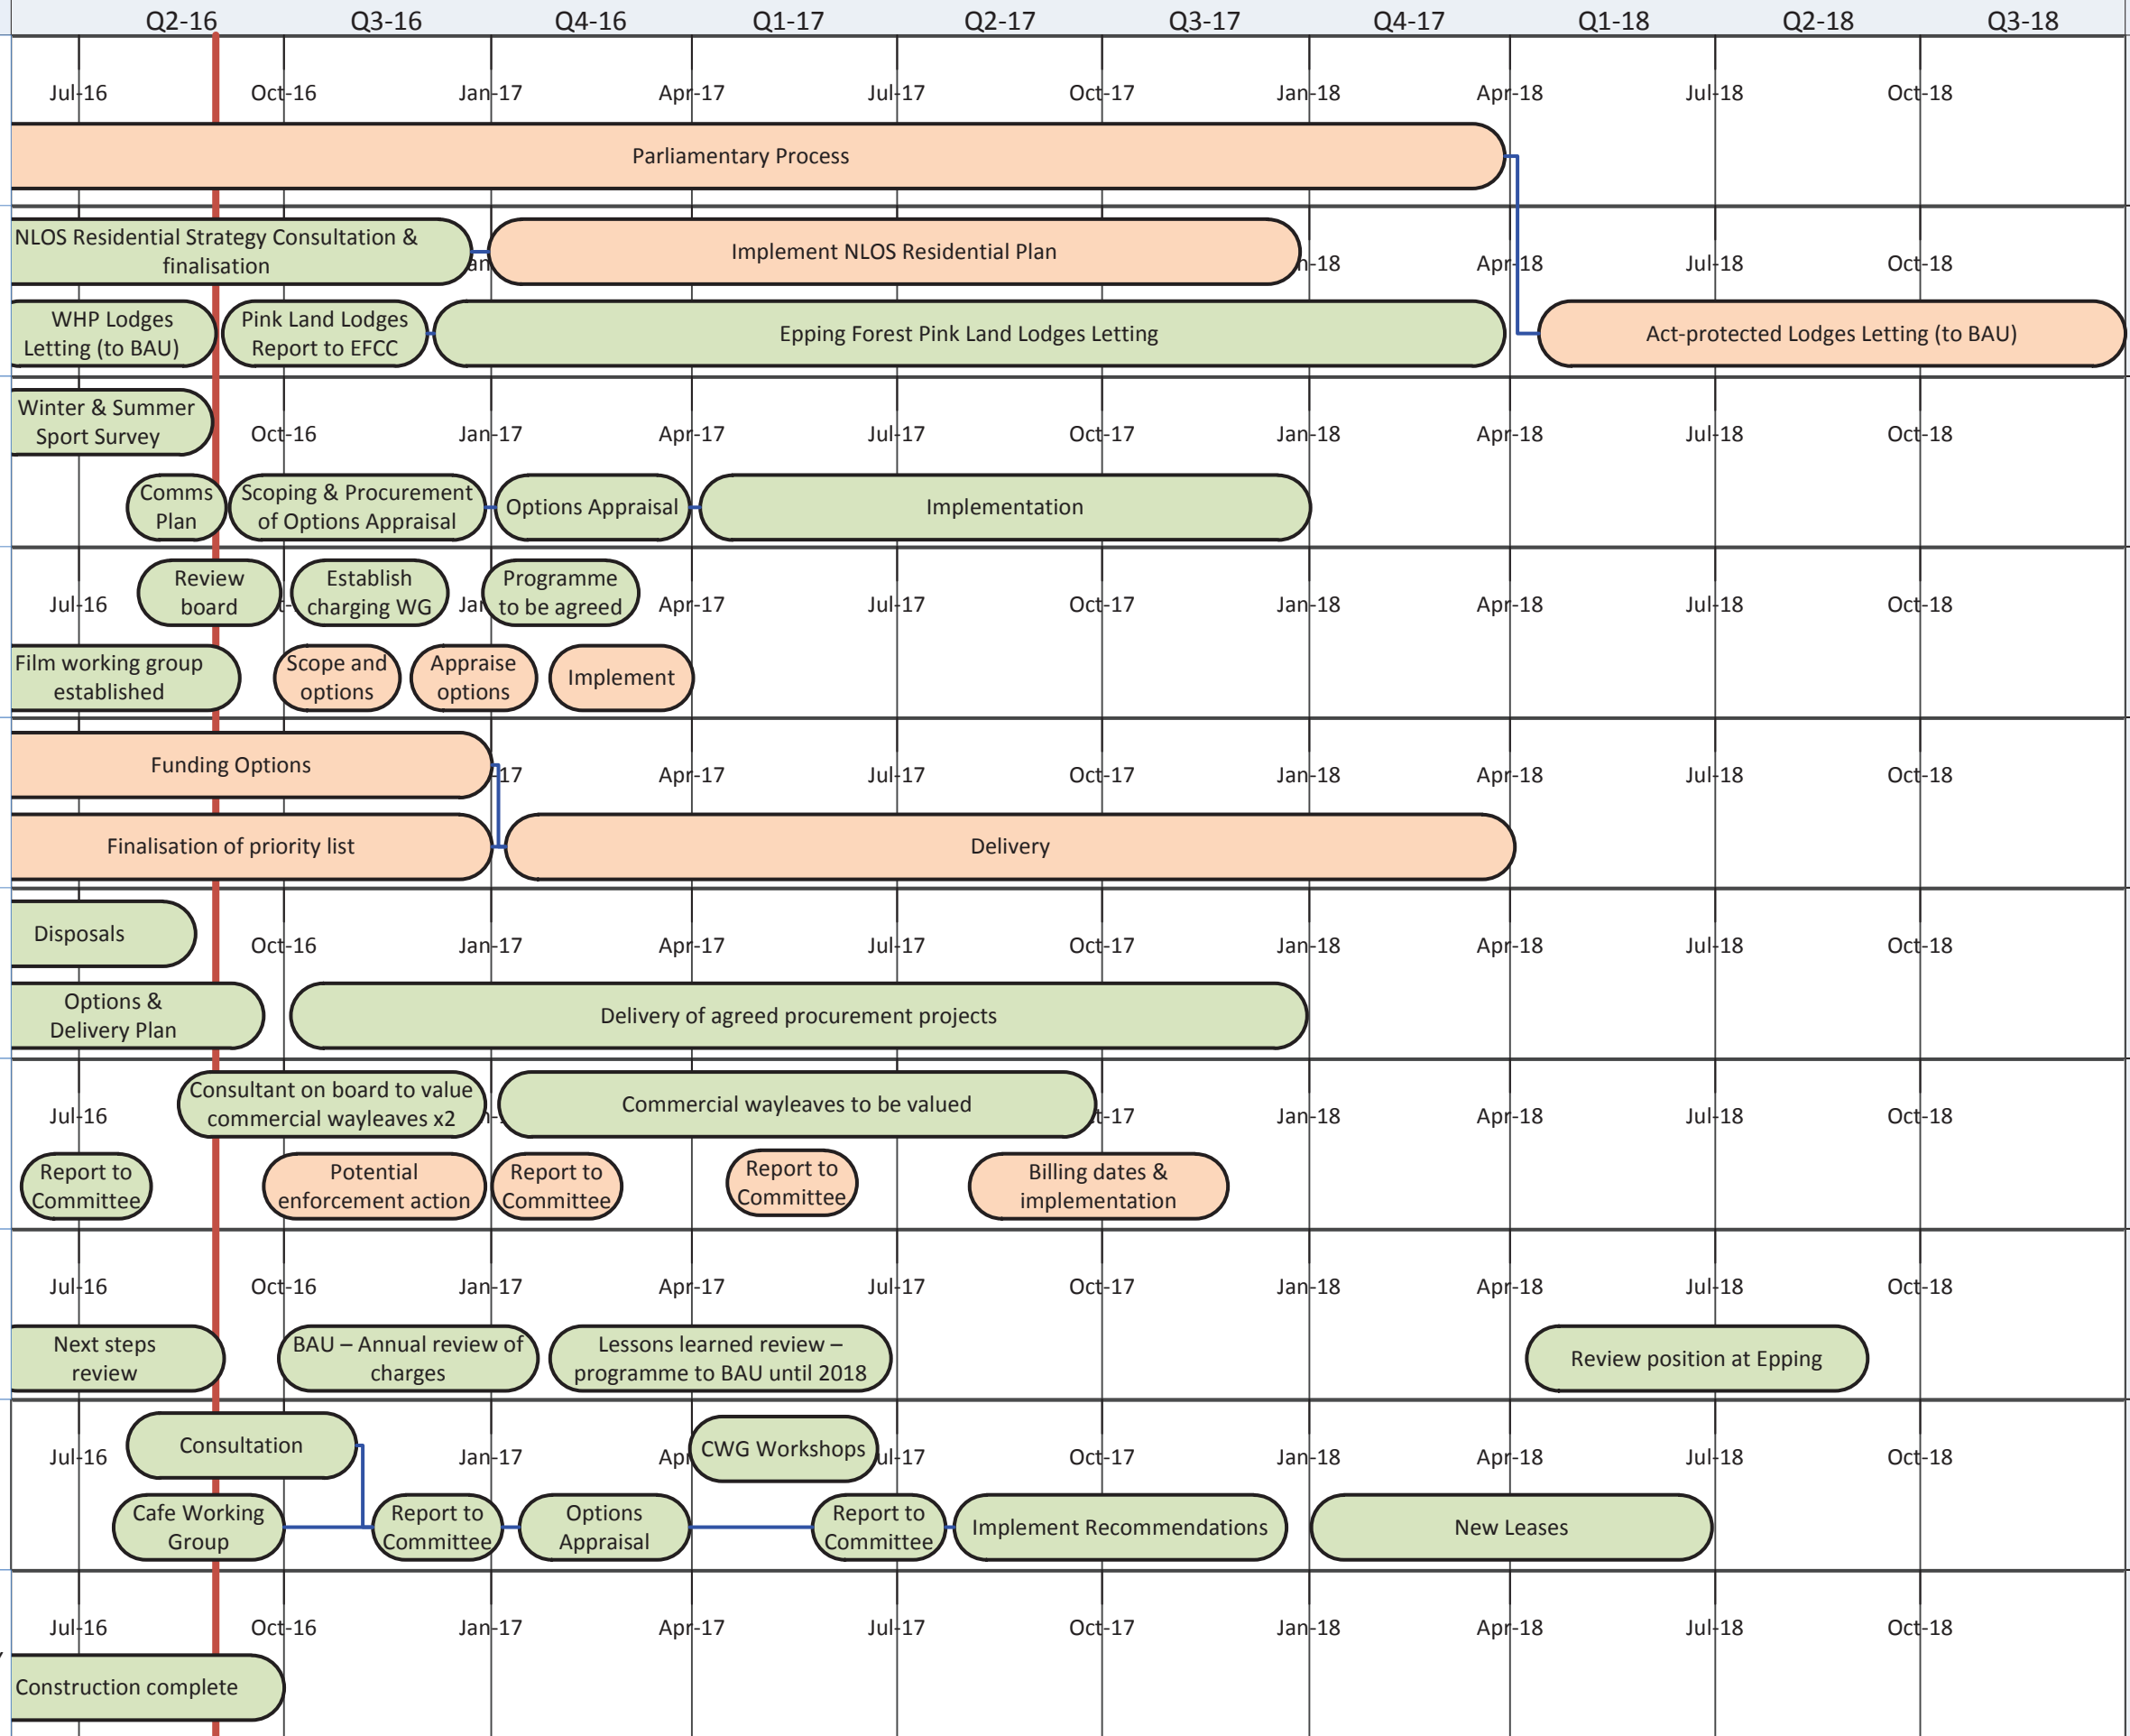 Q2-16 Q3-16 Q4-16 Q1-17 Q2-17 Q3-17 Q4-17 Q1-18 Q2-18 Q3-18
Jul-16 Oct-16 Jan-17 Apr-17 Jul-17 Oct-17 Jan-18 Apr-18 Jul-18 Oct-18
Parliamentary Process
NLOS Residential Strategy Consultation &
finalisation
Implement NLOS Residential Plan
an n-18 Apr-18 Jul-18 Oct-18
WHP Lodges
Letting (to BAU)
Pink Land Lodges
Report to EFCC
Epping Forest Pink Land Lodges Letting
Act-protected Lodges Letting (to BAU)
Winter & Summer
Sport Survey
Oct-16 Jan-17 Apr-17 Jul-17 Oct-17 Jan-18 Apr-18 Jul-18 Oct-18
Comms
Plan
Scoping & Procurement
of Options Appraisal
Options Appraisal
Implementation
Review
board
Establish
charging WG
Programme
to be agreed
Jul-16 t- Jan Apr-17 Jul-17 Oct-17 Jan-18 Apr-18 Jul-18 Oct-18
Film working group
established
Scope and
options
Appraise
options
Implement
Funding Options
-17 Apr-17 Jul-17 Oct-17 Jan-18 Apr-18 Jul-18 Oct-18
Finalisation of priority list
Delivery
Disposals
Oct-16 Jan-17 Apr-17 Jul-17 Oct-17 Jan-18 Apr-18 Jul-18 Oct-18
Options &
Delivery Plan
Delivery of agreed procurement projects
Consultant on board to value
commercial wayleaves x2
Commercial wayleaves to be valued
Jul-16 n- t-17 Jan-18 Apr-18 Jul-18 Oct-18
Report to
Committee
Potential
enforcement action
Report to
Committee
Report to
Committee
Billing dates &
implementation
Jul-16 Oct-16 Jan-17 Apr-17 Jul-17 Oct-17 Jan-18 Apr-18 Jul-18 Oct-18
Next steps
review
BAU – Annual review of
charges
Lessons learned review –
programme to BAU until 2018
Review position at Epping
Consultation
CWG Workshops
Jul-16 Jan-17 Ap ul-17 Oct-17 Jan-18 Apr-18 Jul-18 Oct-18
Cafe Working
Group
Report to
Committee
Options
Appraisal
Report to
Committee
Implement Recommendations
New Leases
Jul-16 Oct-16 Jan-17 Apr-17 Jul-17 Oct-17 Jan-18 Apr-18 Jul-18 Oct-18
Construction complete